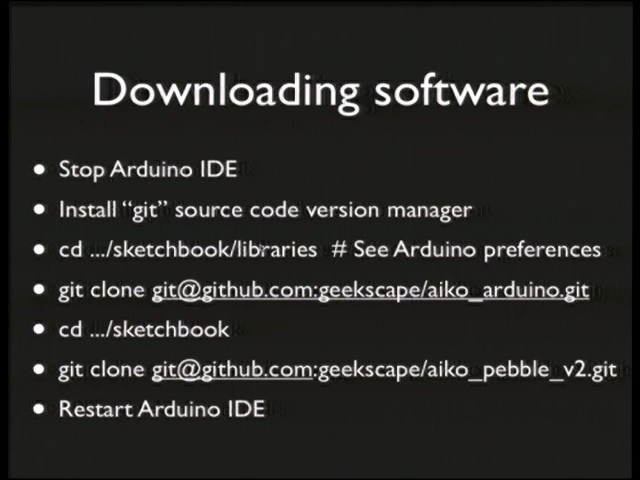 Downloading software
• Stop Arduino IDE
• Install “git” source code version manager
• cd .../sketchbook/libraries # See Arduino preferences
• git clone git@github.com:geekscape/aiko_arduino.git
• cd .../sketchbook
• git clone git@github.com:geekscape/aiko_pebble_v2.git
• Restart Arduino IDE